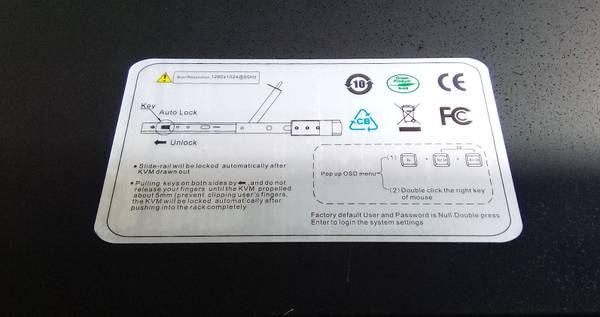 Best Resolution 1280x1024@60Hz
10
Green Product
RoHS
CE
Key
Auto Lock
Unlock
CB
FC
• Slide-rail will be locked automatically after
KVM drawn out
• Pulling keys on both sides by ⬅, and do not
release your fingers until the KVM propelled
about 5mm(prevent clipping user's fingers,
the KVM will be locked automatically after
pushing into the rack completely
Pop up OSD menu
(1)
+
+
(2) Double click the right key
of mouse
Factory default User and Password is Null.Double press
Enter to login the system settings